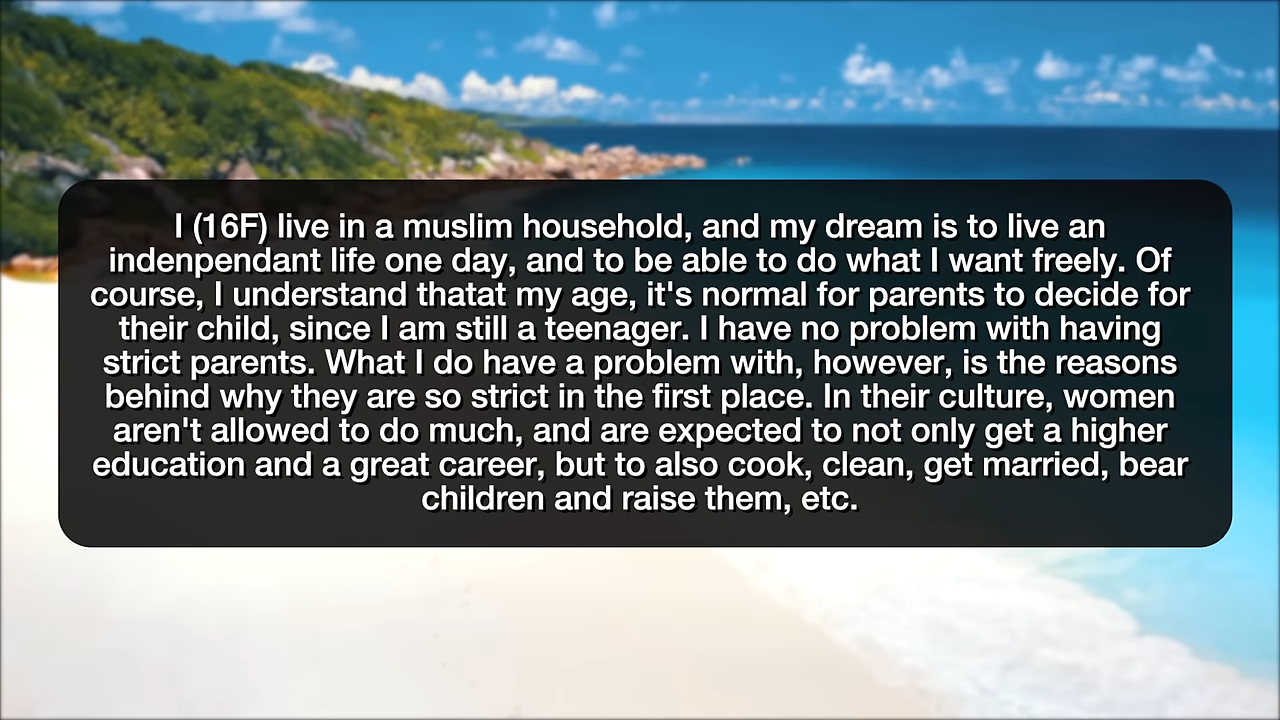 I (16F) live in a muslim household, and my dream is to live an
indenpendant life one day, and to be able to do what I want freely. Of
course, I understand thatat my age, it's normal for parents to decide for
their child, since I am still a teenager. I have no problem with having
strict parents. What I do have a problem with, however, is the reasons
behind why they are so strict in the first place. In their culture, women
aren't allowed to do much, and are expected to not only get a higher
education and a great career, but to also cook, clean, get married, bear
children and raise them, etc.